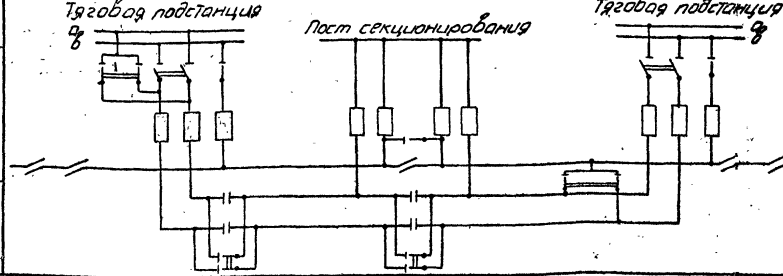 Тяговая подстанция
Пост секционирования
Тяговая подстанция
а
в
а
в